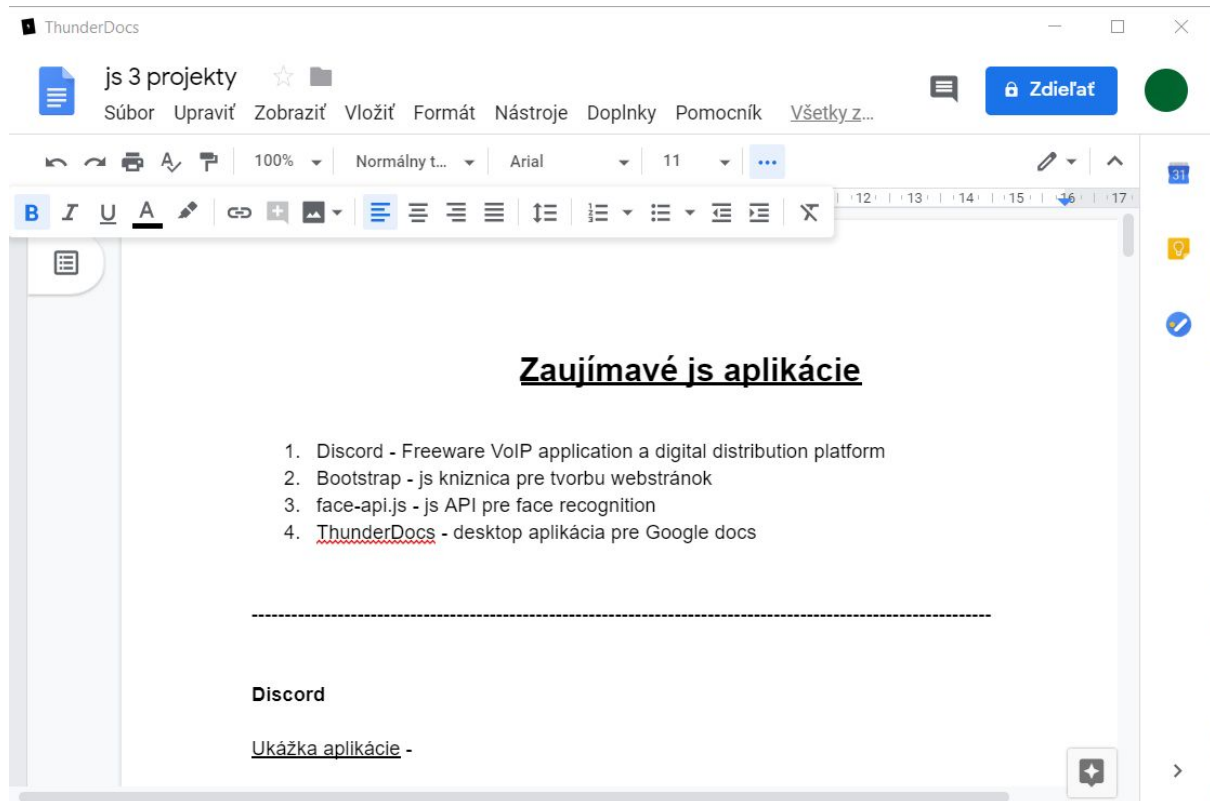 ThunderDocs
js 3 projekty
Zdieľať
Súbor Upraviť Zobraziť Vložiť Formát Nástroje Doplnky Pomocník Všetky z...
100% Normálny t... Arial 11
31
B I U A
12 13 14 15 16 17
Zaujímavé js aplikácie
1. Discord - Freeware VoIP application a digital distribution platform
2. Bootstrap - js kniznica pre tvorbu webstránok
3. face-api.js - js API pre face recognition
4. ThunderDocs - desktop aplikácia pre Google docs
Discord
Ukážka aplikácie -